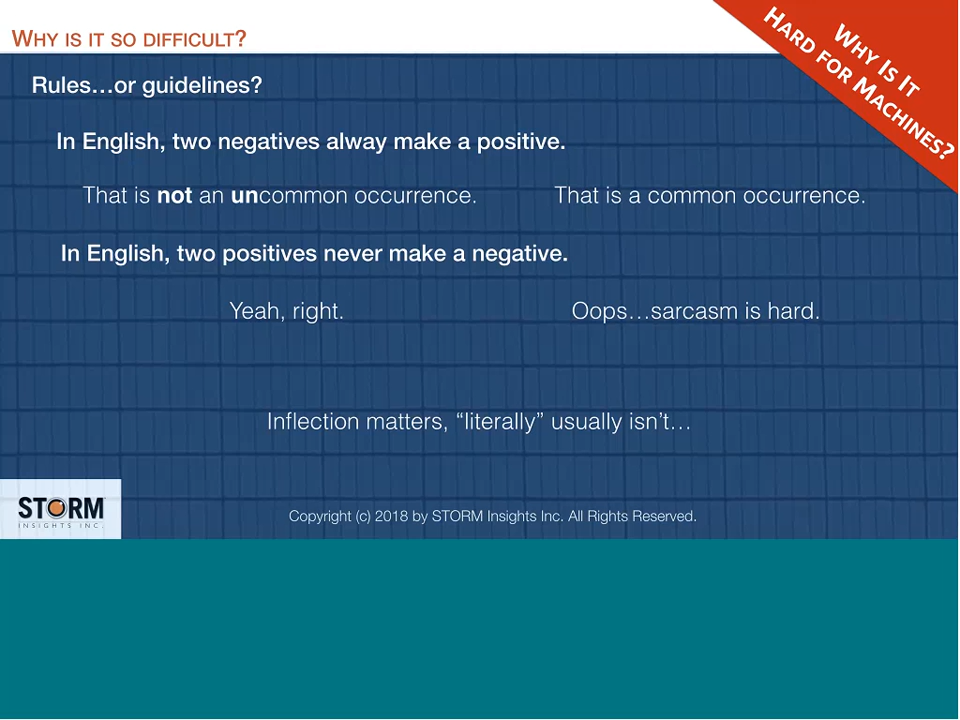 WHY IS IT SO DIFFICULT?
WHY IS IT
HARD FOR MACHINES?
Rules…or guidelines?
In English, two negatives alway make a positive.
That is not an uncommon occurrence. That is a common occurrence.
In English, two positives never make a negative.
Yeah, right. Oops…sarcasm is hard.
Inflection matters, “literally” usually isn’t…
STORM
INSIGHTS INC.
Copyright (c) 2018 by STORM Insights Inc. All Rights Reserved.